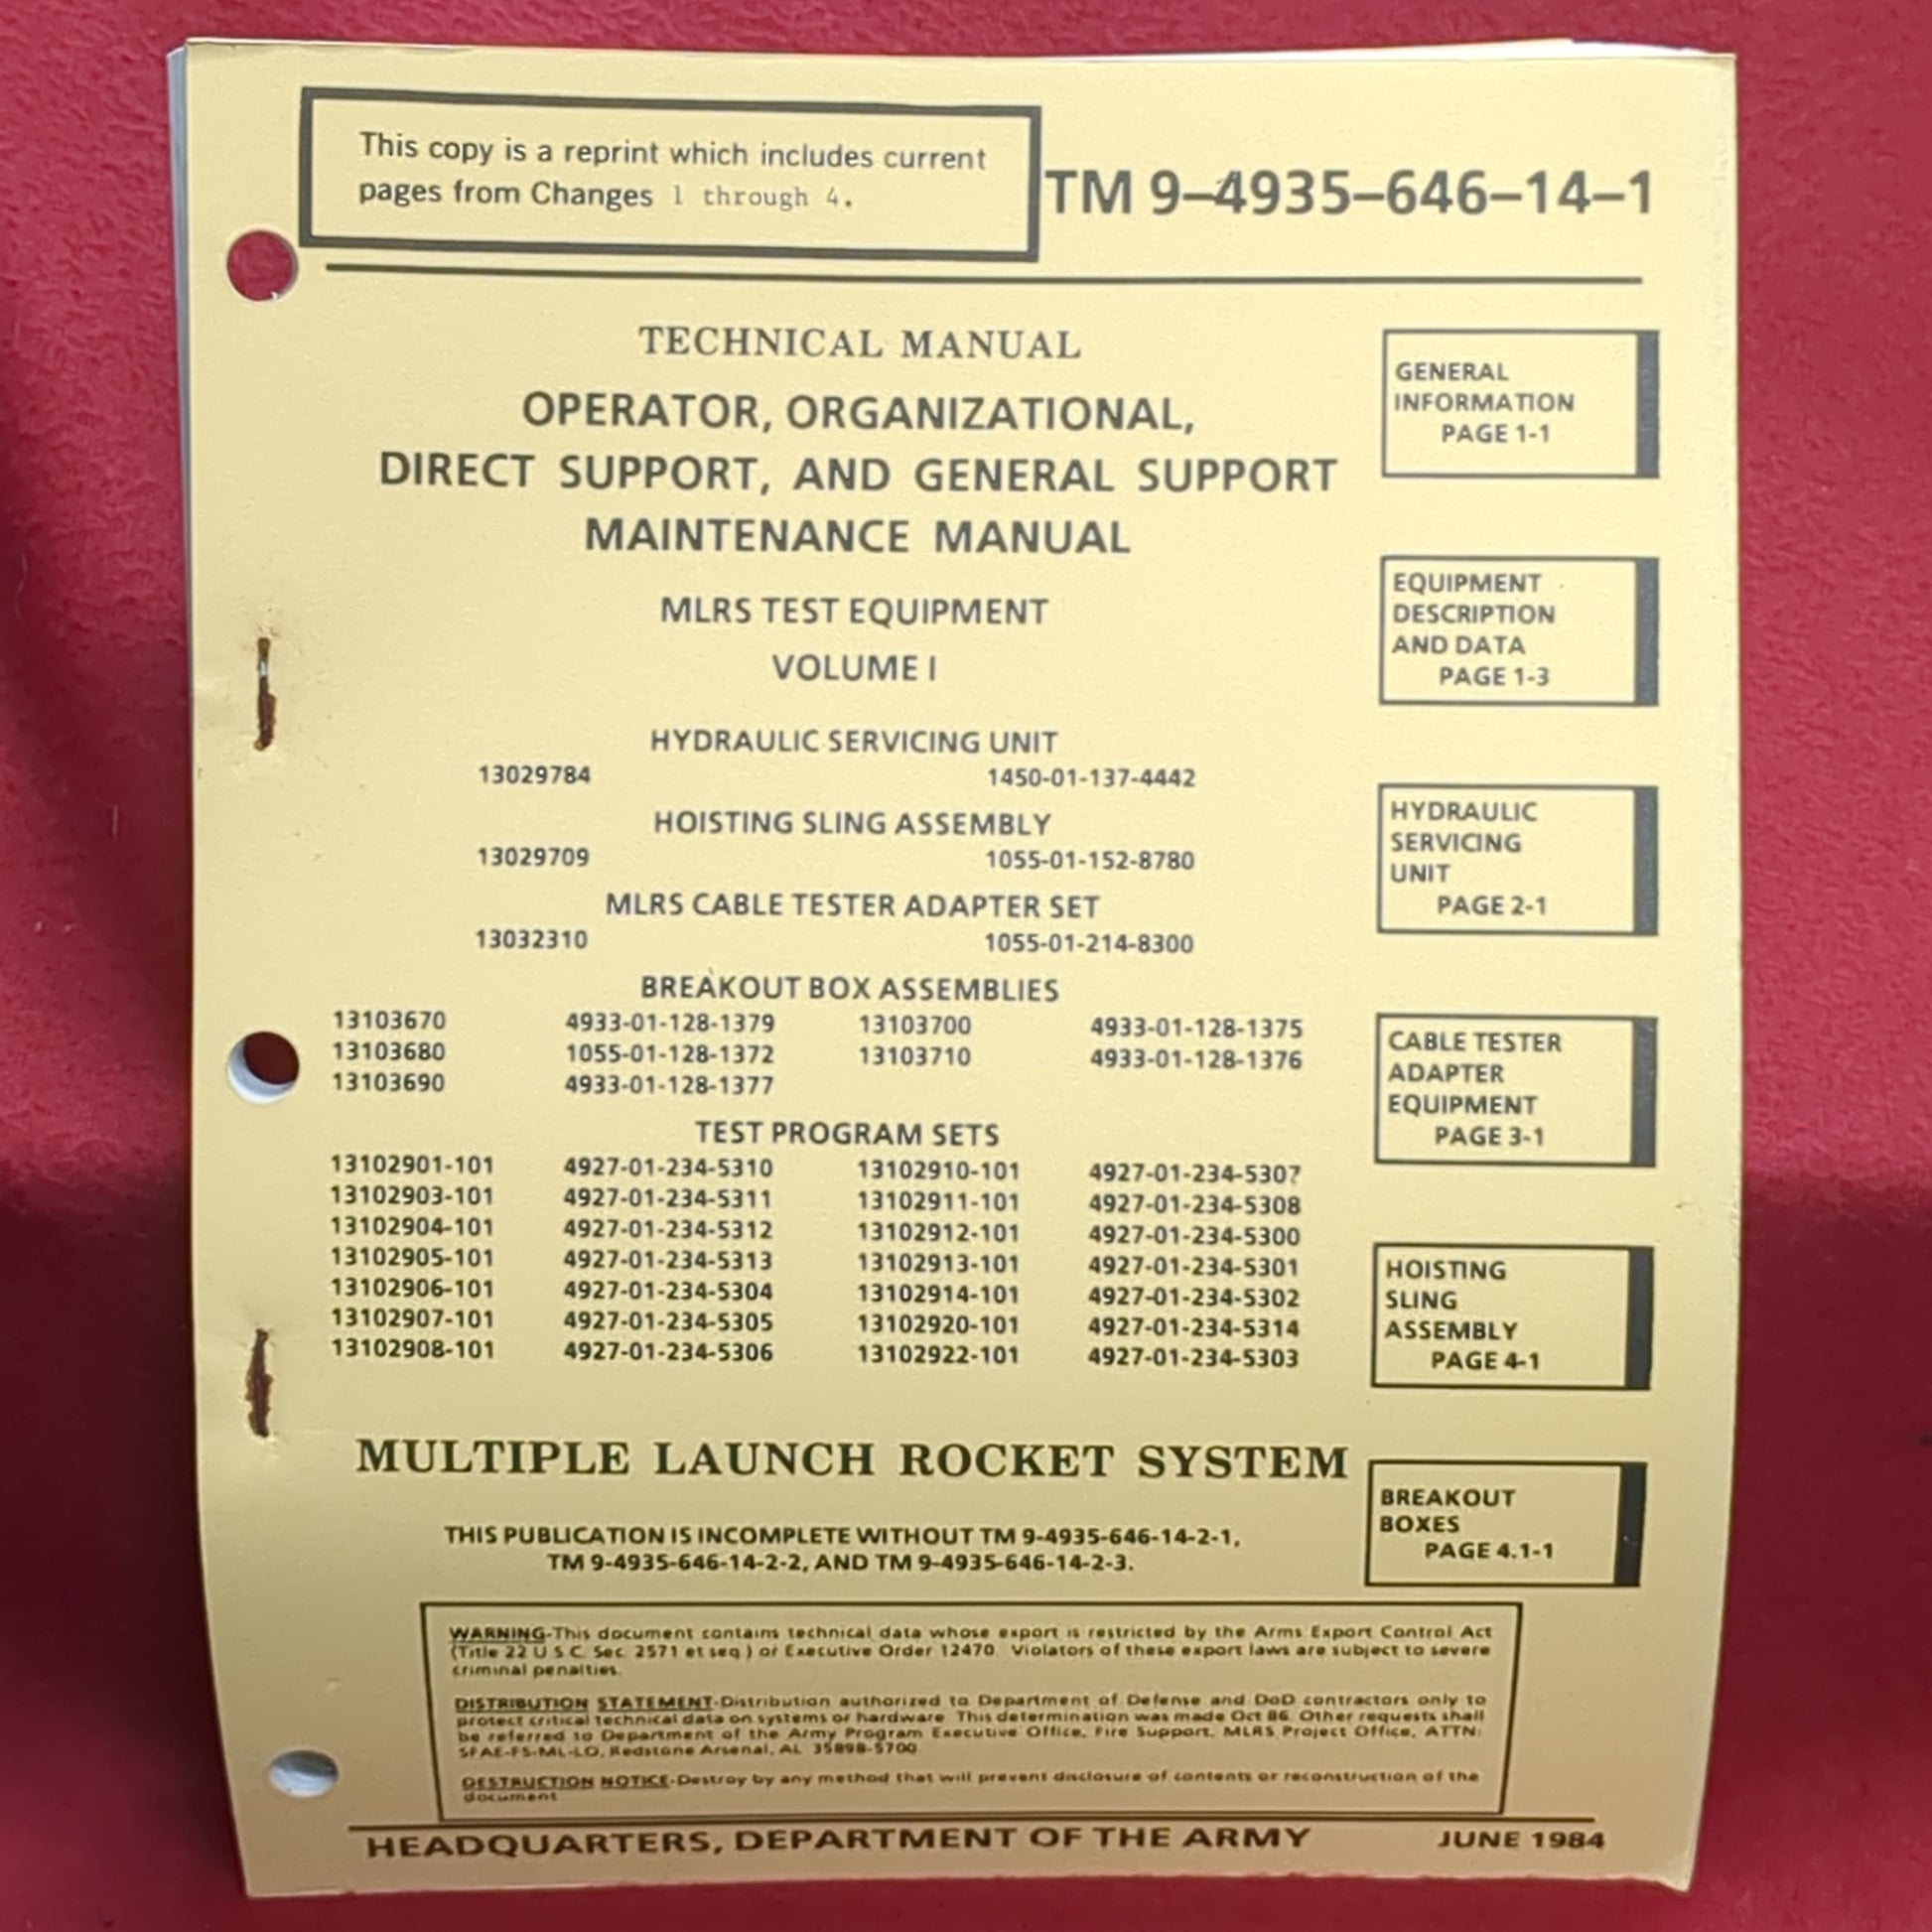 This copy is a reprint which includes current
pages from Changes 1 through 4.
TM 9–4935–646–14–1
TECHNICAL MANUAL
OPERATOR, ORGANIZATIONAL,
DIRECT SUPPORT, AND GENERAL SUPPORT
MAINTENANCE MANUAL
MLRS TEST EQUIPMENT
VOLUME I
HYDRAULIC SERVICING UNIT
13029784 1450-01-137-4442
HOISTING SLING ASSEMBLY
13029709 1055-01-152-8780
MLRS CABLE TESTER ADAPTER SET
13032310 1055-01-214-8300
BREAKOUT BOX ASSEMBLIES
13103670 4933-01-128-1379 13103700 4933-01-128-1375
13103680 1055-01-128-1372 13103710 4933-01-128-1376
13103690 4933-01-128-1377
TEST PROGRAM SETS
13102901-101 4927-01-234-5310 13102910-101 4927-01-234-5307
13102903-101 4927-01-234-5311 13102911-101 4927-01-234-5308
13102904-101 4927-01-234-5312 13102912-101 4927-01-234-5300
13102905-101 4927-01-234-5313 13102913-101 4927-01-234-5301
13102906-101 4927-01-234-5304 13102914-101 4927-01-234-5302
13102907-101 4927-01-234-5305 13102920-101 4927-01-234-5314
13102908-101 4927-01-234-5306 13102922-101 4927-01-234-5303
MULTIPLE LAUNCH ROCKET SYSTEM
THIS PUBLICATION IS INCOMPLETE WITHOUT TM 9-4935-646-14-2-1,
TM 9-4935-646-14-2-2, AND TM 9-4935-646-14-2-3.
GENERAL
INFORMATION
PAGE 1-1
EQUIPMENT
DESCRIPTION
AND DATA
PAGE 1-3
HYDRAULIC
SERVICING
UNIT
PAGE 2-1
CABLE TESTER
ADAPTER
EQUIPMENT
PAGE 3-1
HOISTING
SLING
ASSEMBLY
PAGE 4-1
BREAKOUT
BOXES
PAGE 4.1-1
WARNING-This document contains technical data whose export is restricted by the Arms Export Control Act
(Title 22 U S C Sec 2571 et seq ) or Executive Order 12470 Violators of these export laws are subject to severe
criminal penalties.
DISTRIBUTION STATEMENT-Distribution authorized to Department of Defense and DoD contractors only to
protect critical technical data on systems or hardware This determination was made Oct 86. Other requests shall
be referred to Department of the Army Program Executive Office, Fire Support, MLRS Project Office, ATTN:
SFAE-FS-ML-LO, Redstone Arsenal, AL 35898-5700
DESTRUCTION NOTICE-Destroy by any method that will prevent disclosure of contents or reconstruction of the
document
HEADQUARTERS, DEPARTMENT OF THE ARMY JUNE 1984